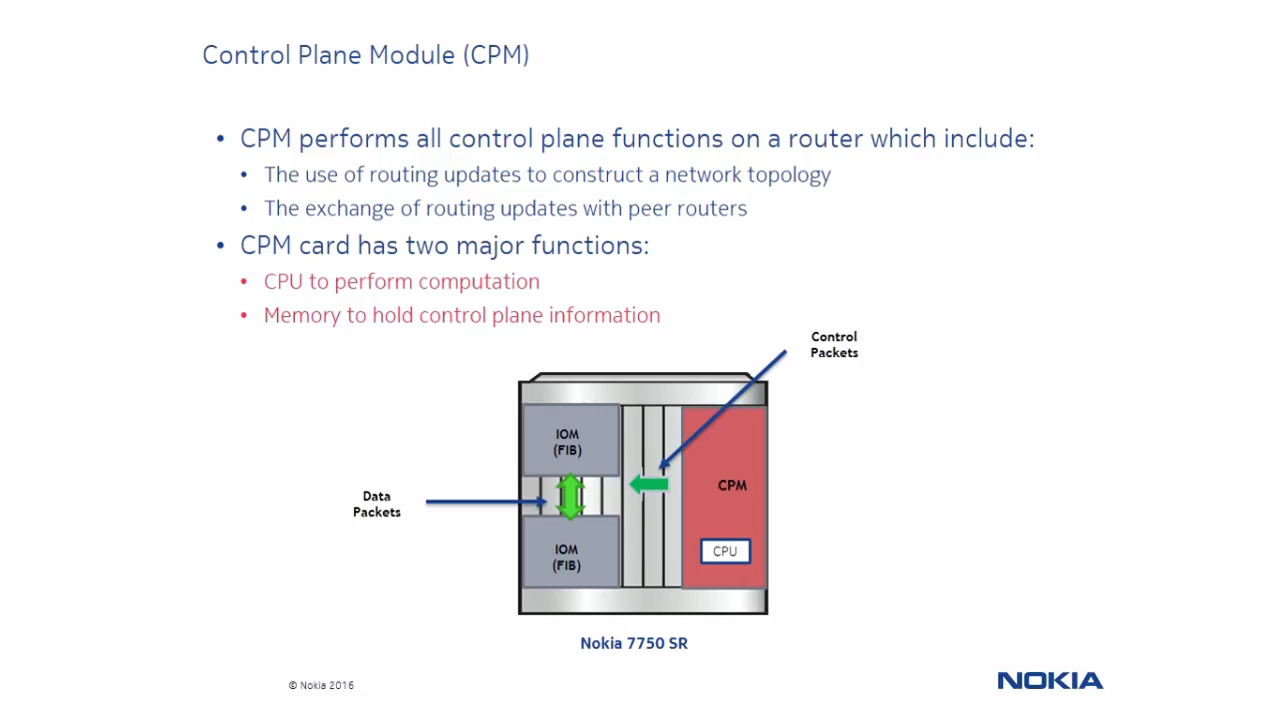 Control Plane Module (CPM)
• CPM performs all control plane functions on a router which include:
• The use of routing updates to construct a network topology
• The exchange of routing updates with peer routers
• CPM card has two major functions:
• CPU to perform computation
• Memory to hold control plane information
Control
Packets
IOM
(FIB)
CPM
Data
Packets
IOM
(FIB)
CPU
Nokia 7750 SR
© Nokia 2016
NOKIA